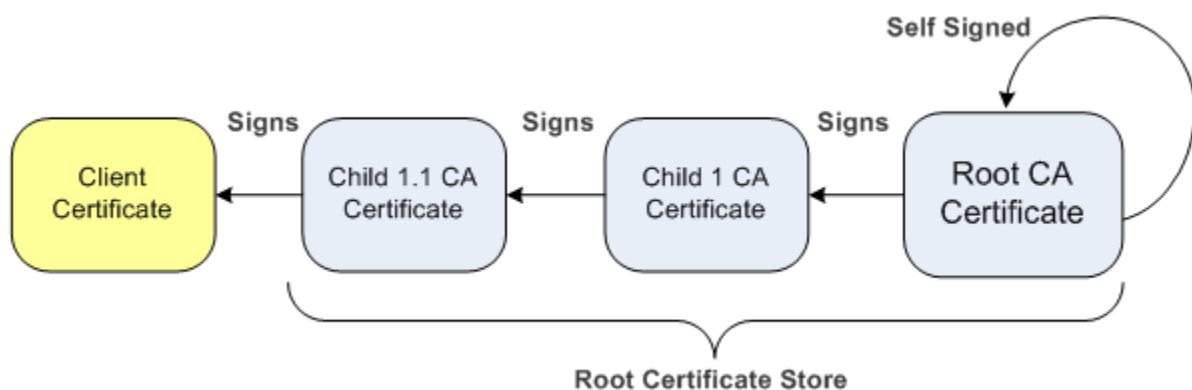 Self Signed
Signs
Signs
Signs
Client
Certificate
Child 1.1 CA
Certificate
Child 1 CA
Certificate
Root CA
Certificate
Root Certificate Store